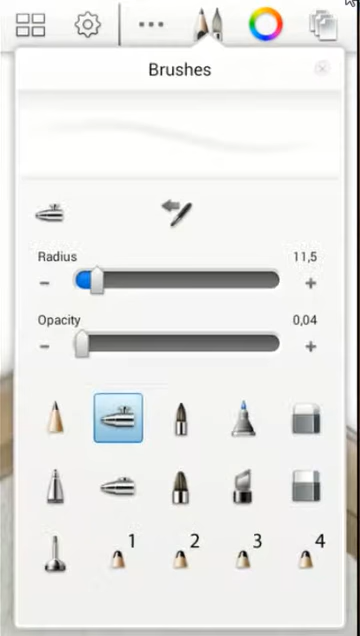 Brushes
Radius 11,5
- +
Opacity 0,04
- +
1 2 3 4